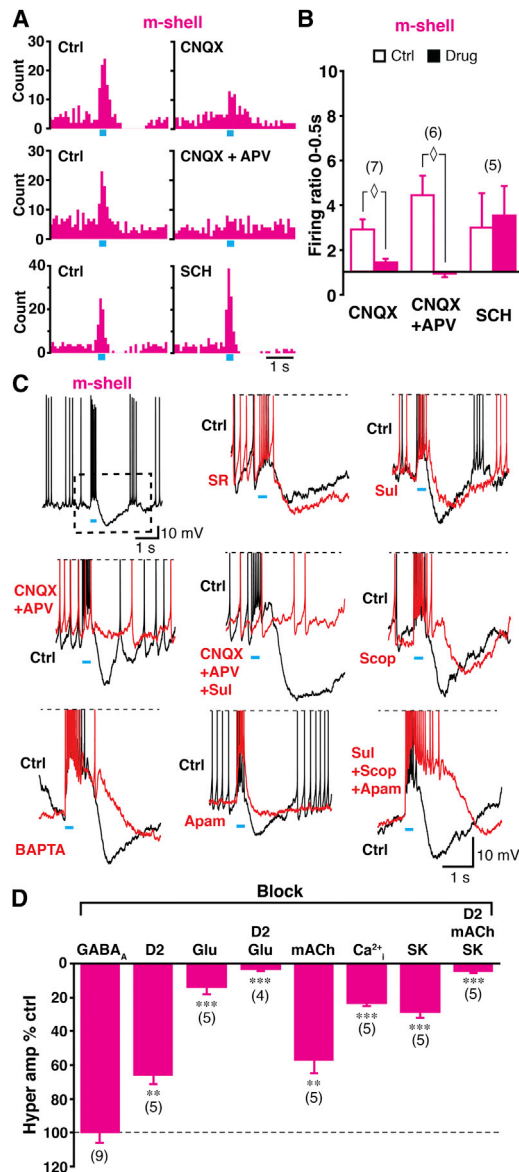 A
m-shell
Count
30
20
10
0
Ctrl
CNQX
Count
30
20
10
0
Ctrl
CNQX + APV
Count
40
20
0
Ctrl
SCH
1 s
B
m-shell
Ctrl
Drug
Firing ratio 0-0.5s
10
8
6
4
2
0
(7)
(6)
(5)
◊
◊
CNQX
CNQX
+APV
SCH
C
m-shell
10 mV
1 s
Ctrl
SR
Ctrl
Sul
CNQX
+APV
Ctrl
Ctrl
CNQX
+APV
+Sul
Ctrl
Scop
Ctrl
BAPTA
Ctrl
Apam
Sul
+Scop
+Apam
Ctrl
10 mV
1 s
D
Block
GABAA
D2
Glu
D2
Glu
mACh
Ca2+i
SK
D2
mACh
SK
Hyper amp % ctrl
0
20
40
60
80
100
120
(9)
**
(5)
***
(5)
***
(4)
**
(5)
***
(5)
***
(5)
***
(5)